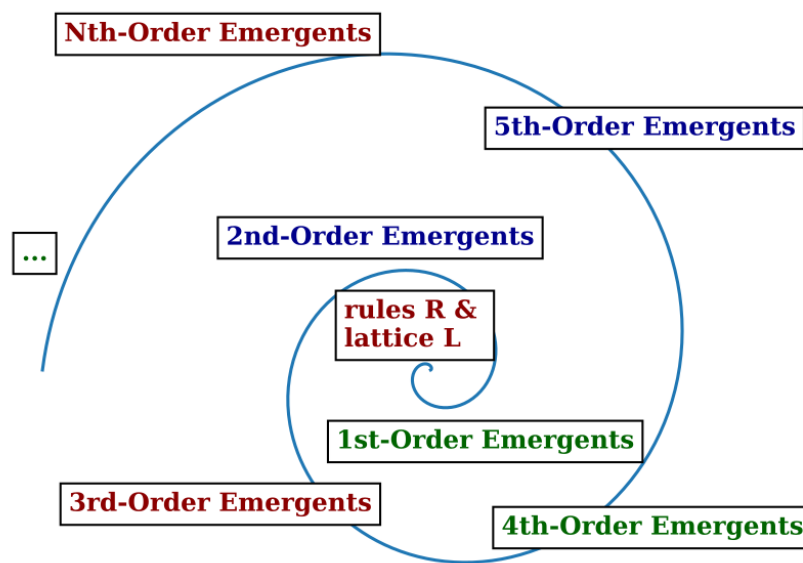 Nth-Order Emergents
5th-Order Emergents
2nd-Order Emergents
...
rules R &
lattice L
1st-Order Emergents
3rd-Order Emergents
4th-Order Emergents